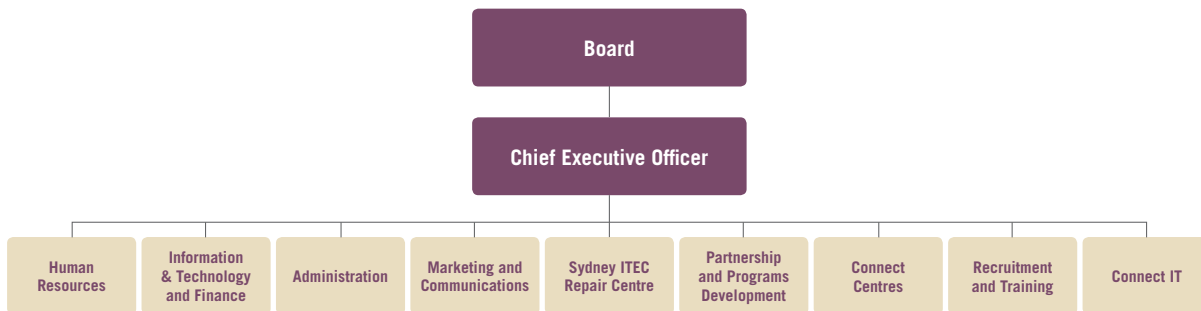 Board
Chief Executive Officer
Human
Resources
Information
& Technology
and Finance
Administration
Marketing and
Communications
Sydney ITEC
Repair Centre
Partnership
and Programs
Development
Connect
Centres
Recruitment
and Training
Connect IT